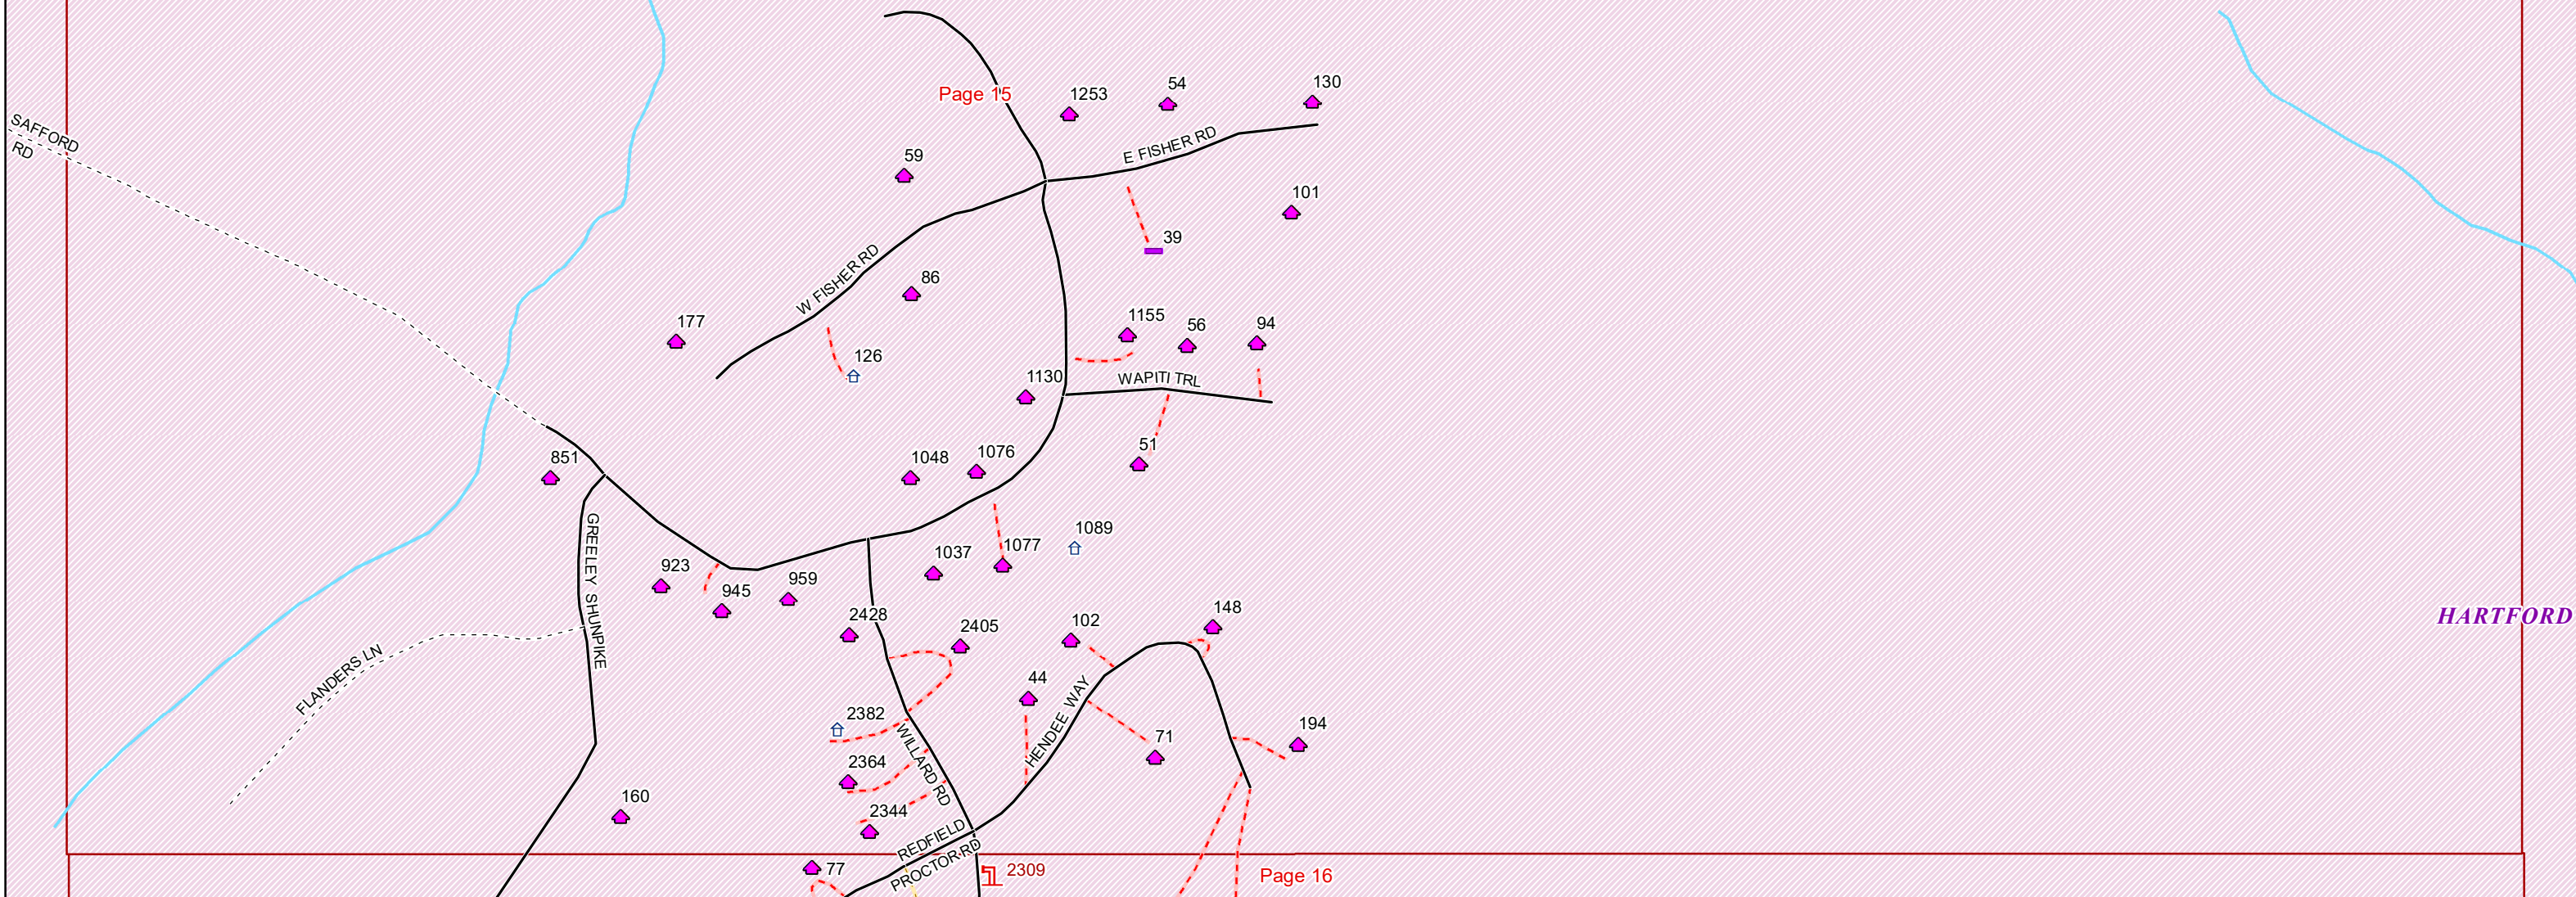 130
54
1253
Page 15
SAFFORD
RD
E FISHER RD
59
101
39
W FISHER RD
86
1155
177
56
94
126
1130
WAPITI TRL
51
1076
1048
851
1089
1037
1077
GREELEY SHUNPIKE
923
959
945
148
2428
102
2405
HARTFORD
FLANDERS LN
44
HENDEE WAY
2382
194
71
WILLARD RD
2364
160
2344
REDFIELD
PROCTOR RD
77
2309
Page 16